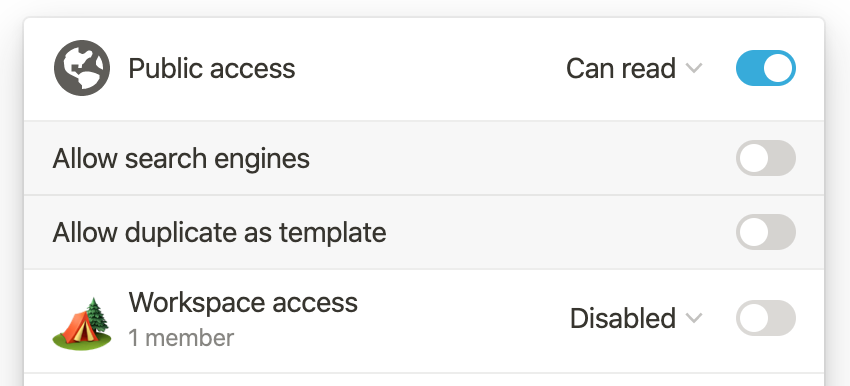 Public access Can read
Allow search engines
Allow duplicate as template
Workspace access
1 member
Disabled